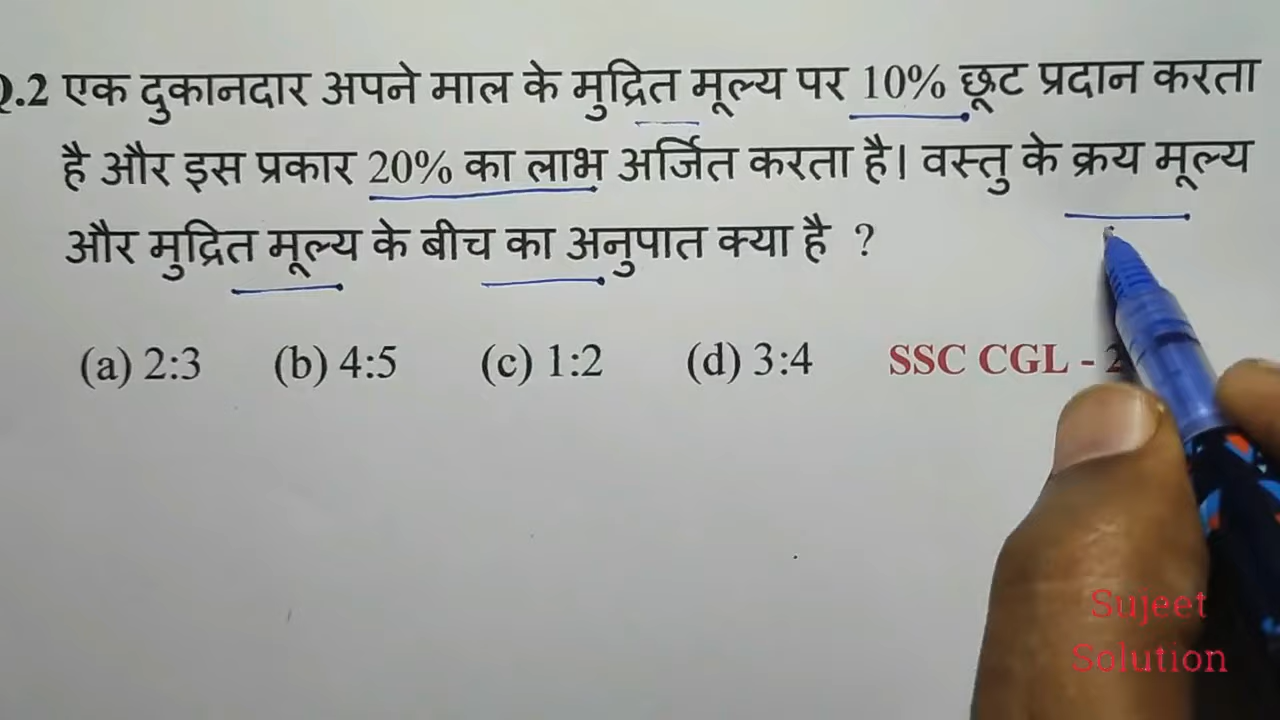 .2 एक दुकानदार अपने माल के मुद्रित मूल्य पर 10% छूट प्रदान करता
है और इस प्रकार 20% का लाभ अर्जित करता है। वस्तु के क्रय मूल्य
और मुद्रित मूल्य के बीच का अनुपात क्या है ?
(a) 2:3 (b) 4:5 (c) 1:2 (d) 3:4 SSC CGL - 2
Sujeet
Solution